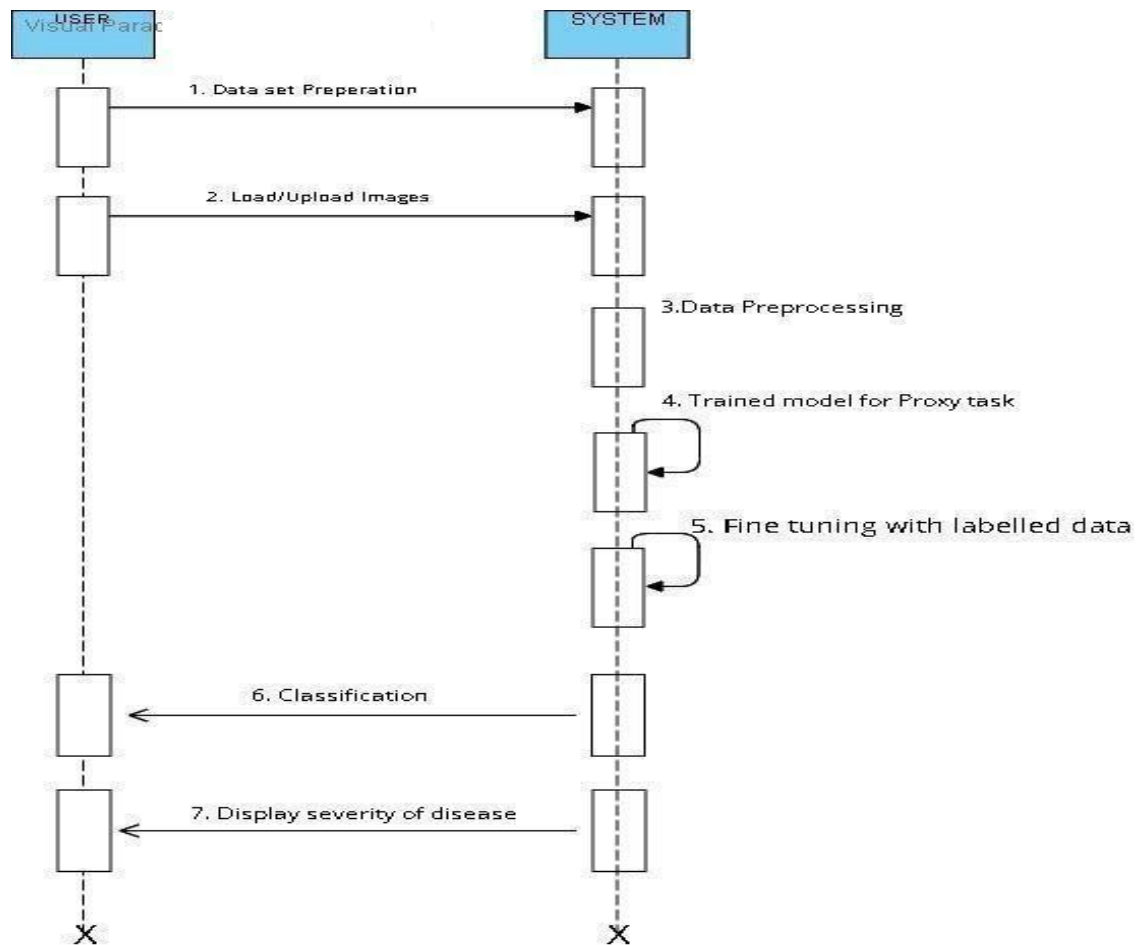 USER
Visual Parac
SYSTEM
1. Data set Preperation
2. Load/Upload Images
3.Data Preprocessing
4. Trained model for Proxy task
5. Fine tuning with labelled data
6. Classification
7. Display severity of disease
X
X